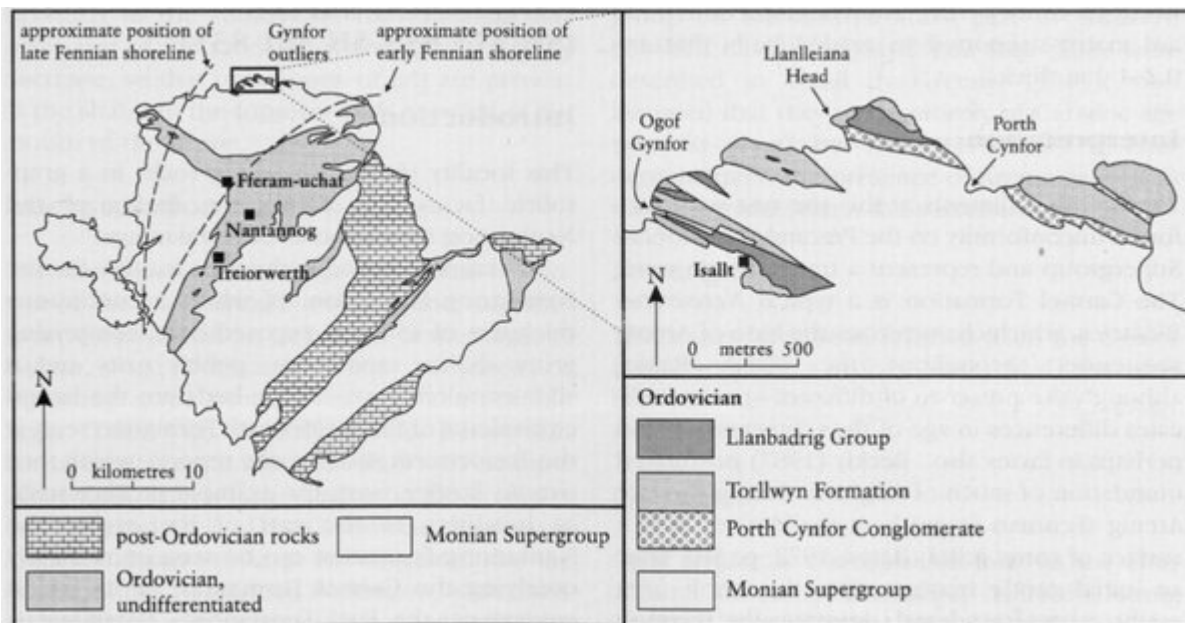 approximate position of
late Fennian shoreline
Gynfor
outliers
approximate position of
early Fennian shoreline
Fferam-uchaf
Nantannog
Treiorwerth
N
0 kilometres 10
post-Ordovician rocks
Monian Supergroup
Ordovician,
undifferentiated
Llanlleiana
Head
Ogof
Gynfor
Porth
Cynfor
Isallt
N
0 metres 500
Ordovician
Llanbadrig Group
Torllwyn Formation
Porth Cynfor Conglomerate
Monian Supergroup